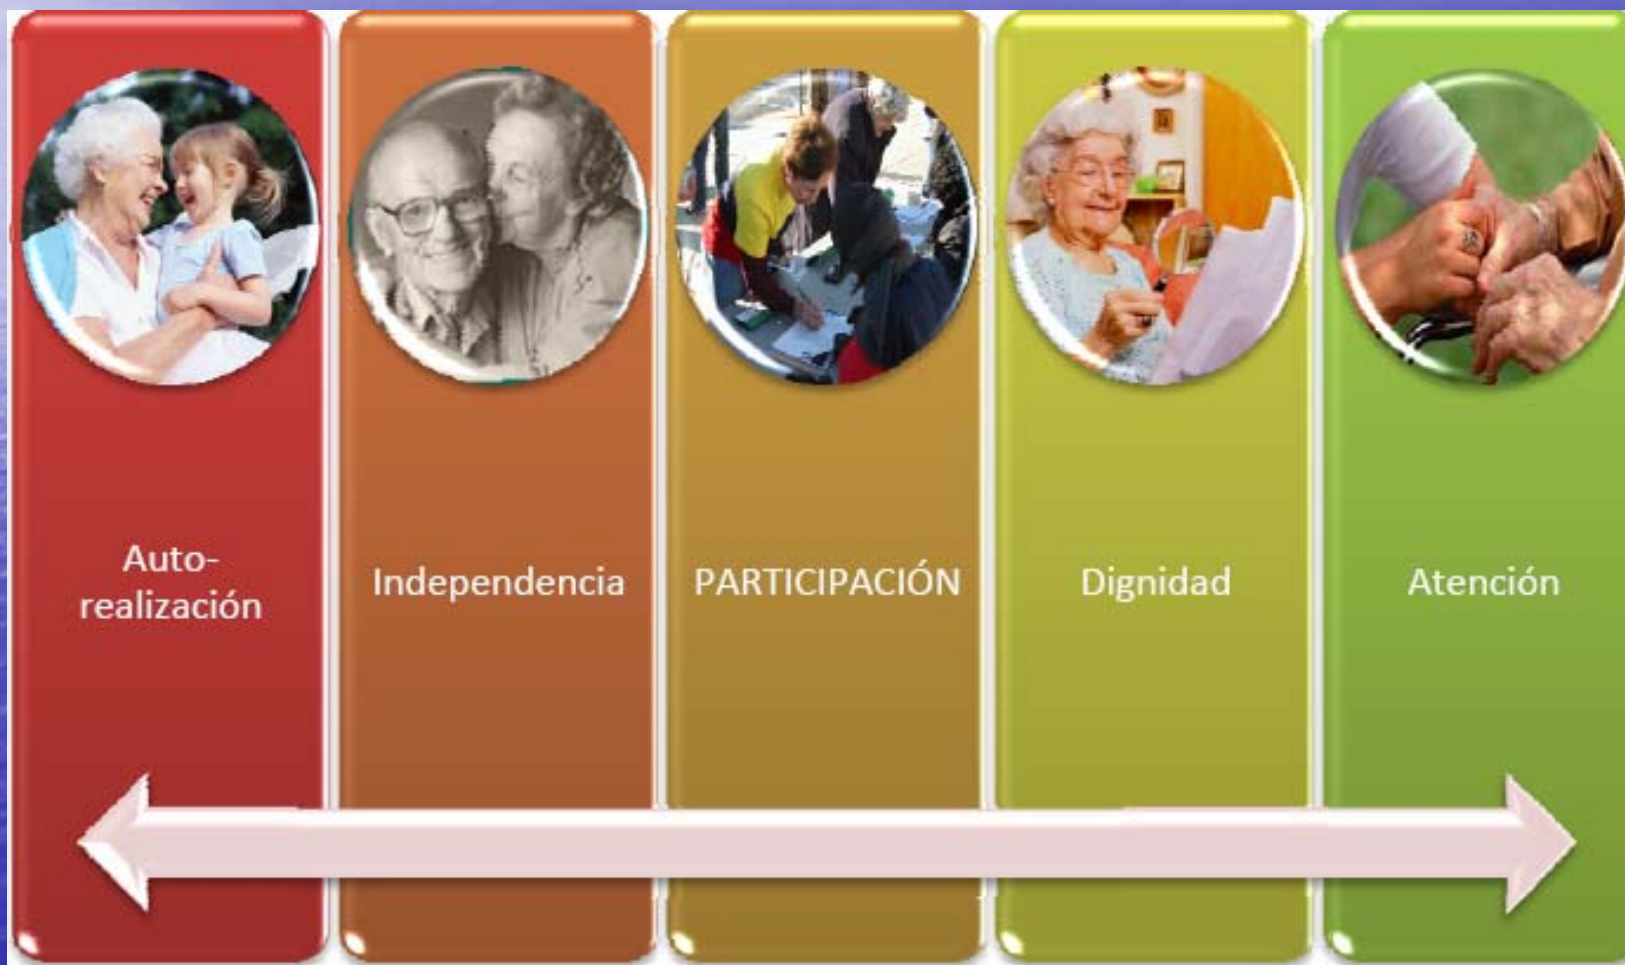 Auto-
realización
Independencia
PARTICIPACIÓN
Dignidad
Atención